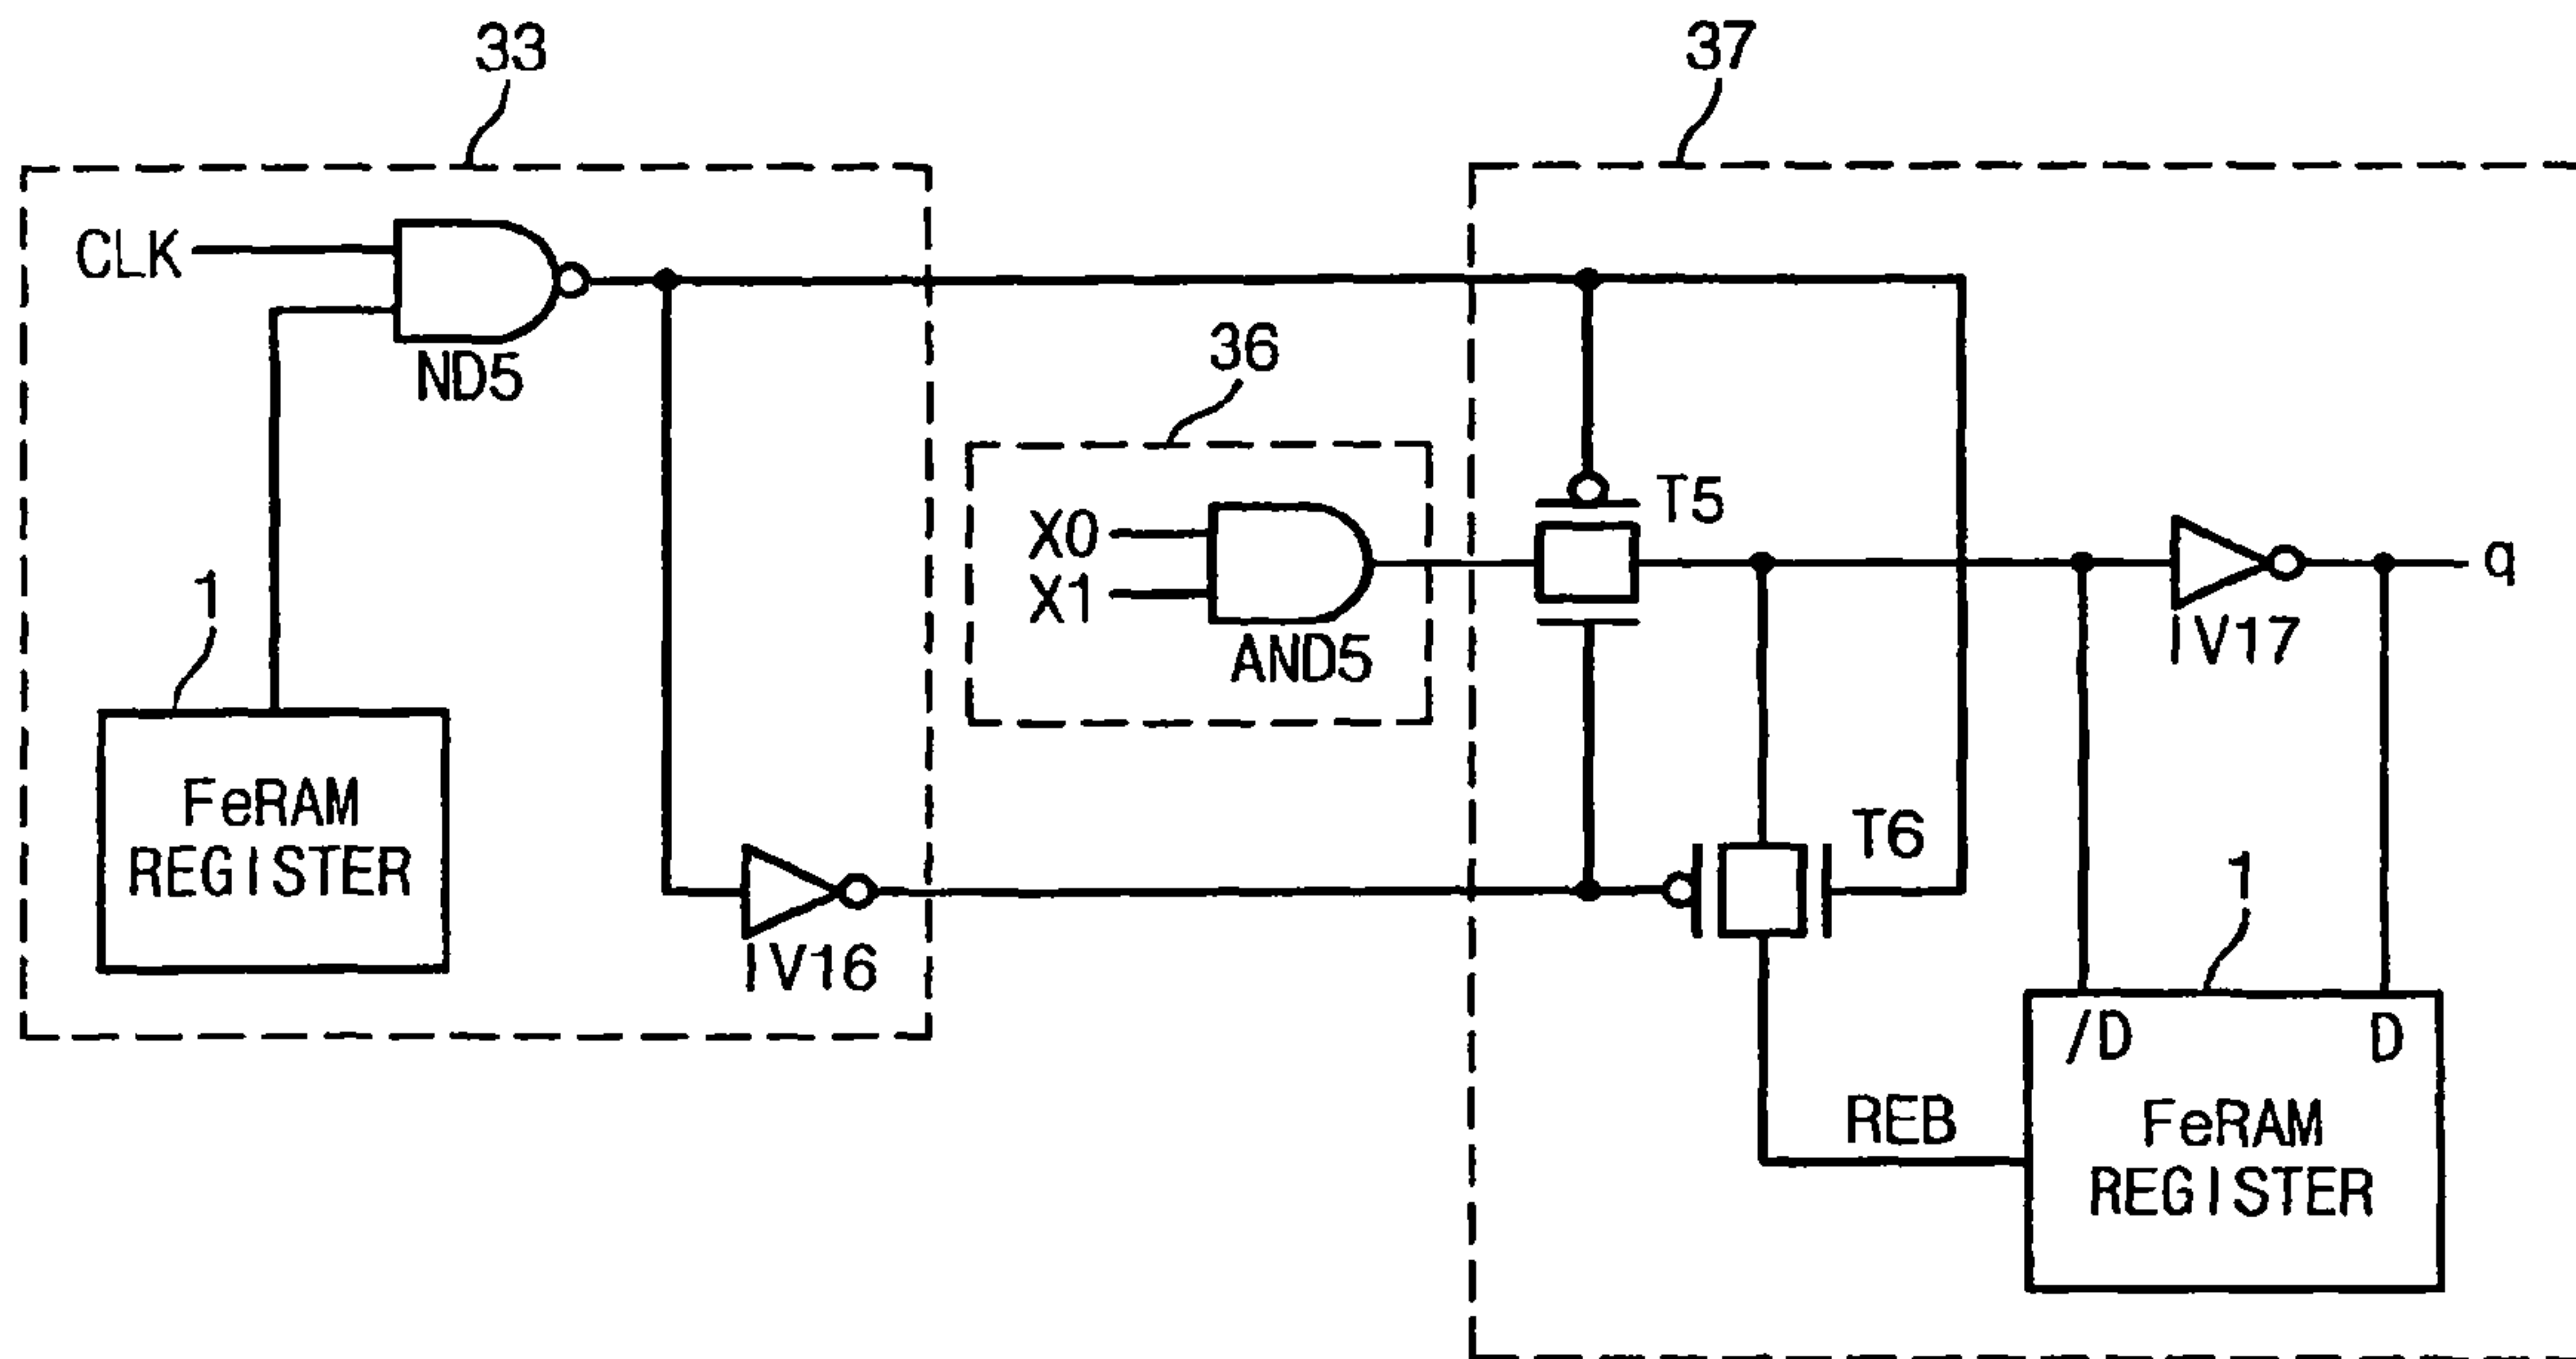 33
37
CLK
ND5
36
X0
X1
AND5
T5
q
IV17
1
FeRAM
REGISTER
IV16
T6
1
/D
D
REB
FeRAM
REGISTER